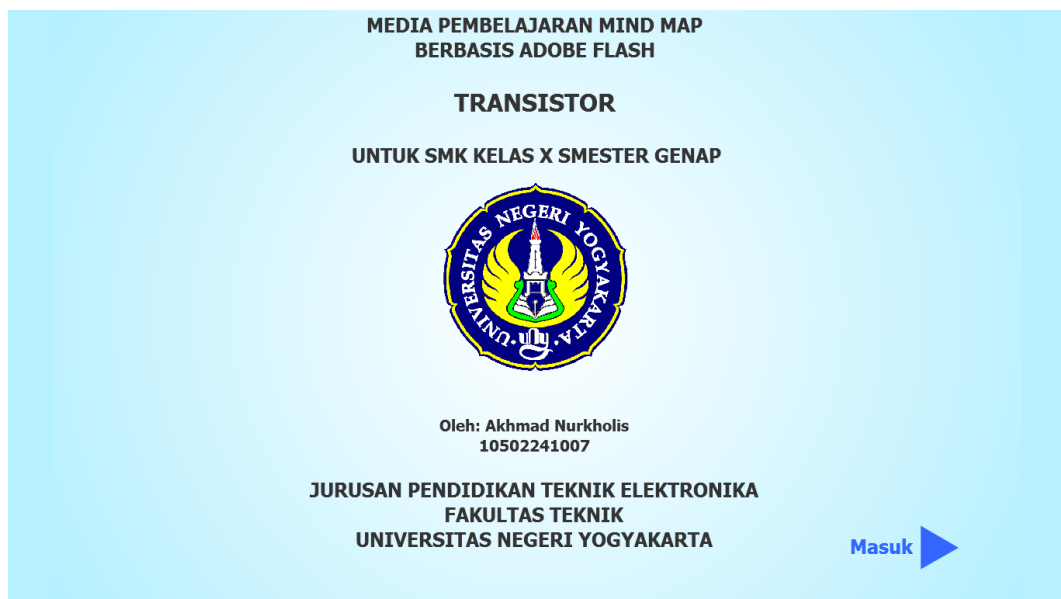 MEDIA PEMBELAJARAN MIND MAP
BERBASIS ADOBE FLASH
TRANSISTOR
UNTUK SMK KELAS X SMESTER GENAP
UNIVERSITAS NEGERI YOGYAKARTA
uny
Oleh: Akhmad Nurkholis
10502241007
JURUSAN PENDIDIKAN TEKNIK ELEKTRONIKA
FAKULTAS TEKNIK
UNIVERSITAS NEGERI YOGYAKARTA
Masuk